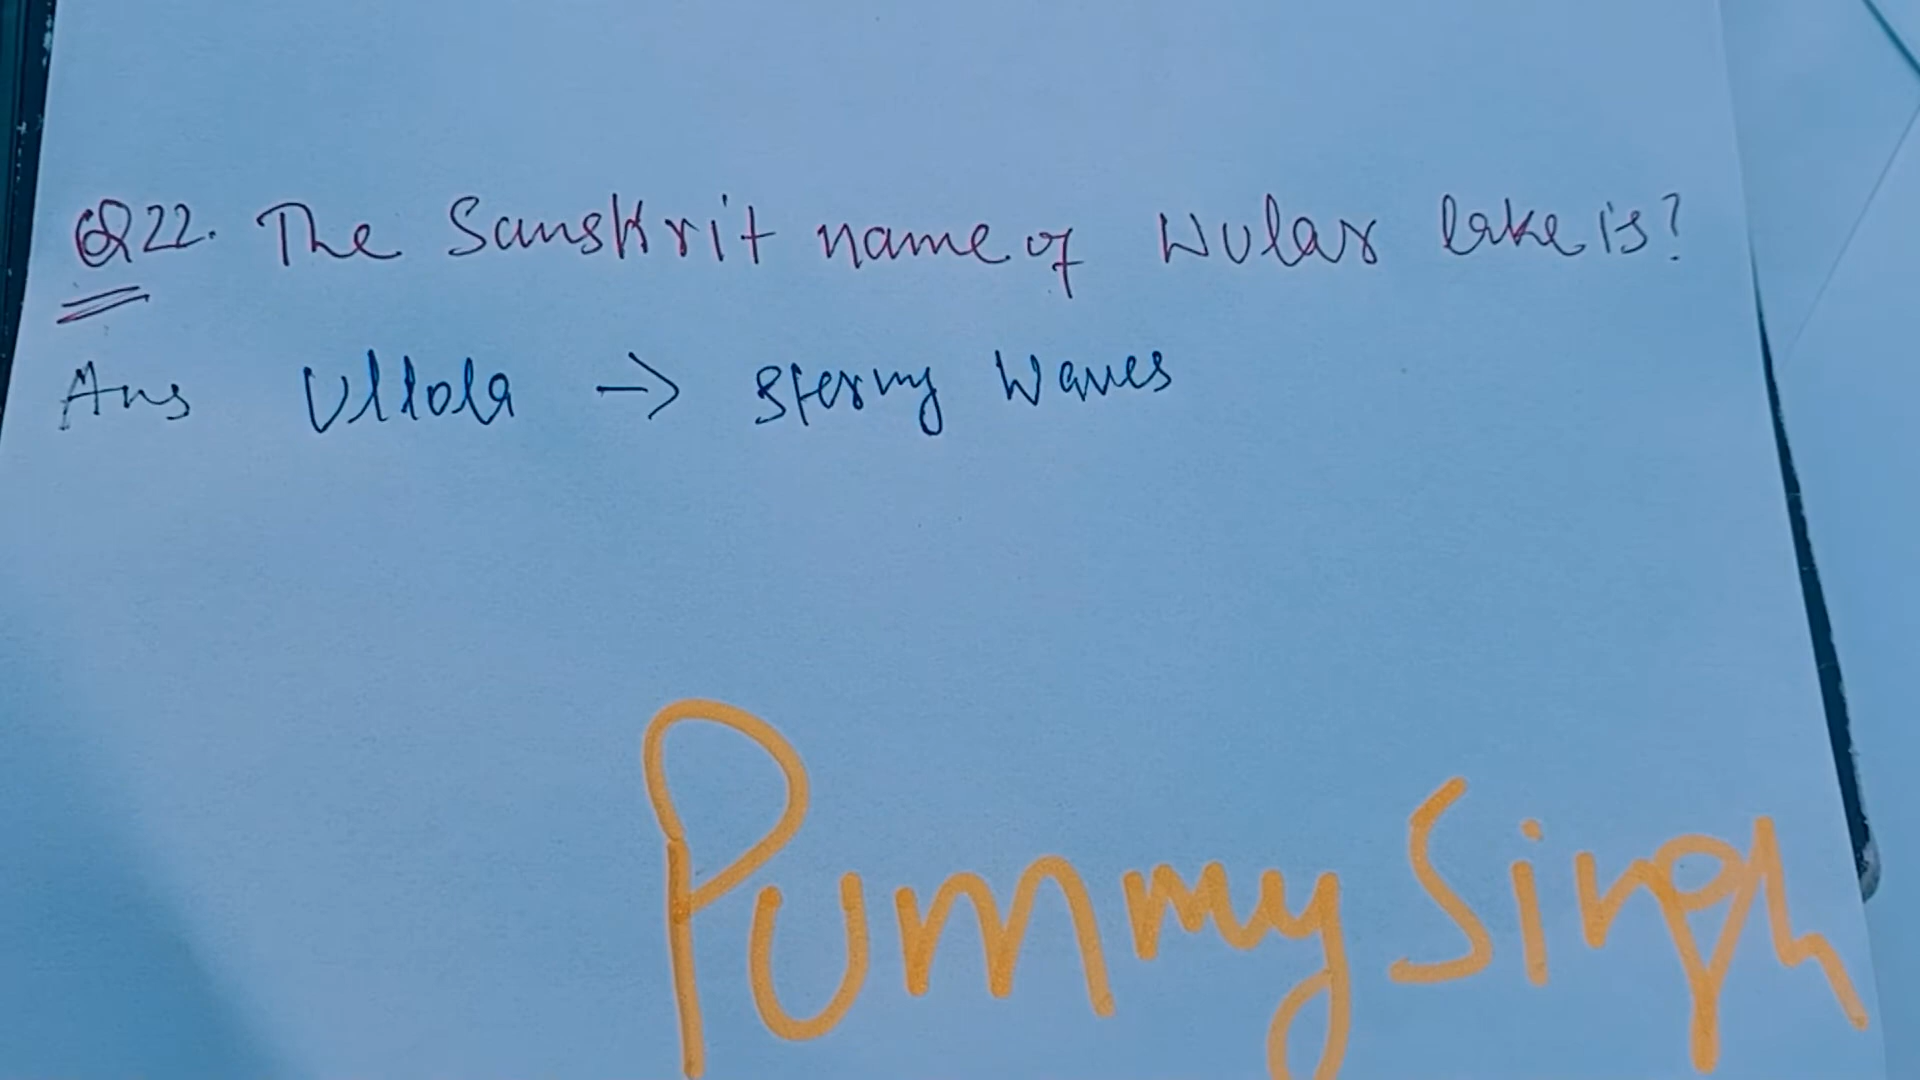 Q22. The Sanskrit name of Wular lake is?
Ans Ullola → Stormy Waves
Pummy Singh